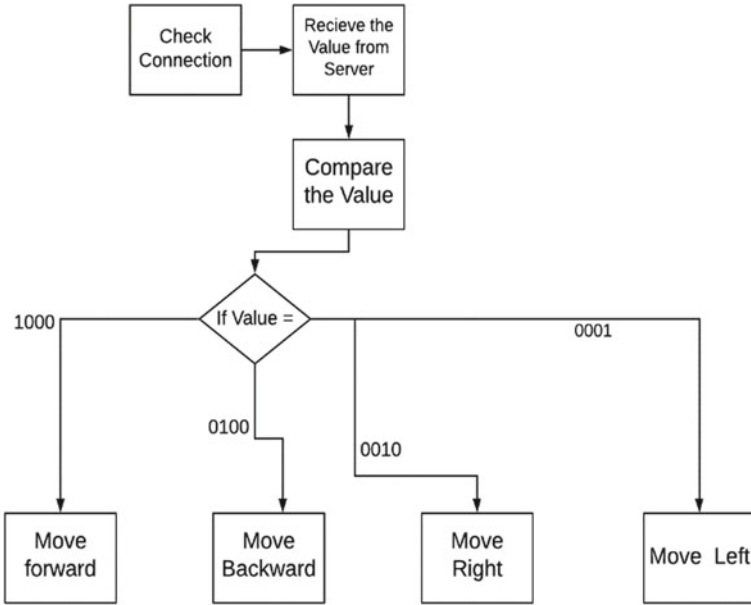 Check
Connection
Recieve the
Value from
Server
Compare
the Value
If Value =
1000
0001
0100
0010
Move
forward
Move
Backward
Move
Right
Move Left